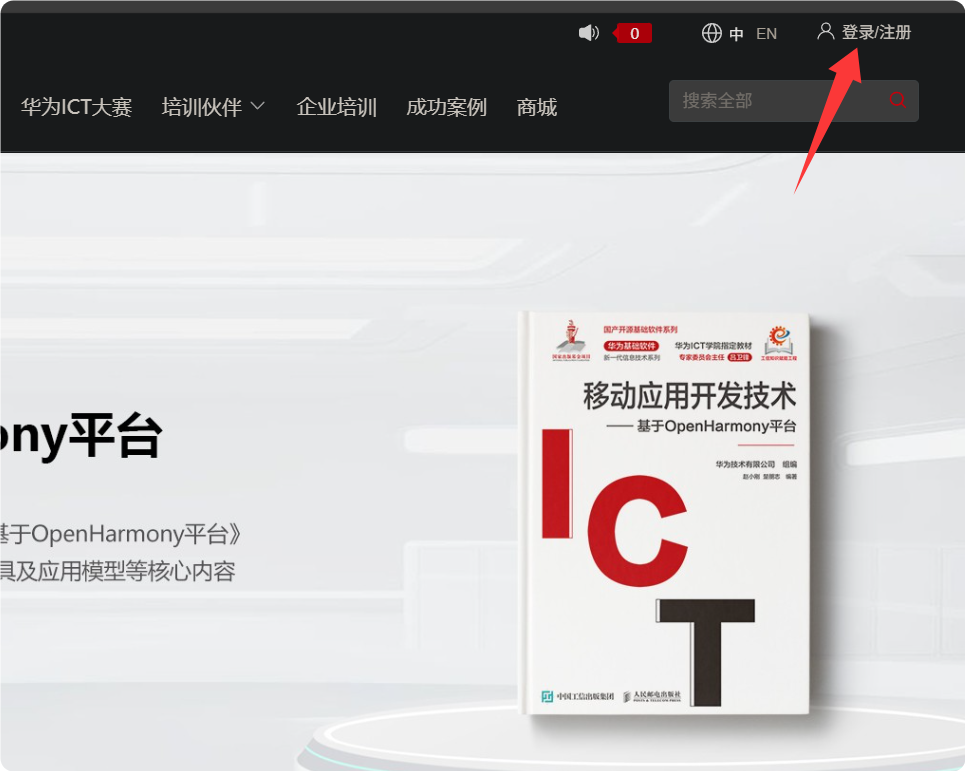 0
中 EN
登录/注册
华为ICT大赛 培训伙伴 企业培训 成功案例 商城
搜索全部
ony平台
基于OpenHarmony平台》
具及应用模型等核心内容
国产开源基础软件系列
华为基础软件
新一代信息技术系列
华为ICT学院指定教材
专家委员会主任 吕卫锋
移动应用开发技术
—— 基于OpenHarmony平台
华为技术有限公司 组编
ICT
中国工信出版集团
人民邮电出版社
POSTS & TELECOM PRESS